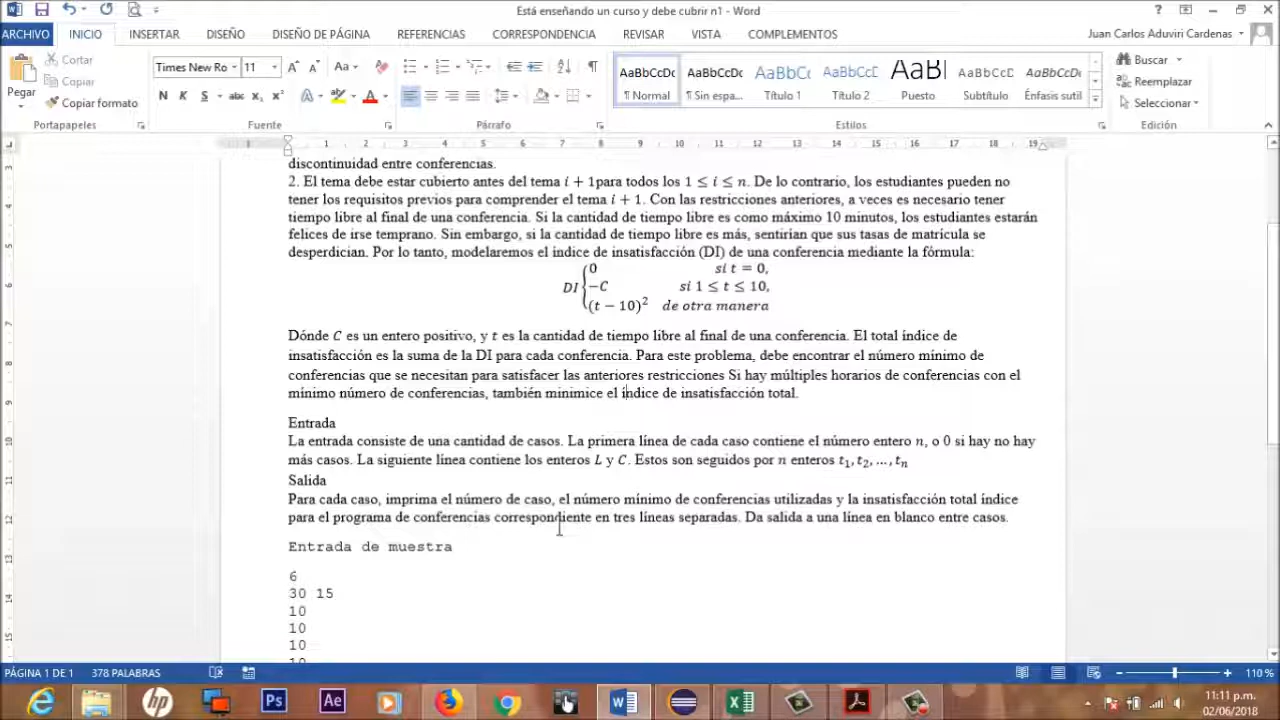 Está enseñando un curso y debe cubrir n1 - Word
ARCHIVO INICIO INSERTAR DISEÑO DISEÑO DE PÁGINA REFERENCIAS CORRESPONDENCIA REVISAR VISTA COMPLEMENTOS Juan Carlos Aduviri Cardenas
Pegar
Cortar
Copiar
Copiar formato
Times New Ro 11
AaBbCcDc AaBbCcDc AaBbCc AaBbCcD AaBb AaBbCcD AaBbCcDc
¶ Normal ¶ Sin espa... Título 1 Título 2 Puesto Subtítulo Énfasis sutil
Buscar
Reemplazar
Seleccionar
Portapapeles Fuente Párrafo Estilos Edición
discontinuidad entre conferencias.
2. El tema debe estar cubierto antes del tema i + 1para todos los 1 ≤ i ≤ n. De lo contrario, los estudiantes pueden no
tener los requisitos previos para comprender el tema i + 1. Con las restricciones anteriores, a veces es necesario tener
tiempo libre al final de una conferencia. Si la cantidad de tiempo libre es como máximo 10 minutos, los estudiantes estarán
felices de irse temprano. Sin embargo, si la cantidad de tiempo libre es más, sentirían que sus tasas de matrícula se
desperdician. Por lo tanto, modelaremos el índice de insatisfacción (DI) de una conferencia mediante la fórmula:
0 si t = 0,
DI { −C si 1 ≤ t ≤ 10,
(t − 10)² de otra manera
Dónde C es un entero positivo, y t es la cantidad de tiempo libre al final de una conferencia. El total índice de
insatisfacción es la suma de la DI para cada conferencia. Para este problema, debe encontrar el número mínimo de
conferencias que se necesitan para satisfacer las anteriores restricciones Si hay múltiples horarios de conferencias con el
mínimo número de conferencias, también minimice el índice de insatisfacción total.
Entrada
La entrada consiste de una cantidad de casos. La primera línea de cada caso contiene el número entero n, o 0 si hay no hay
más casos. La siguiente línea contiene los enteros L y C. Estos son seguidos por n enteros t₁, t₂, ..., tₙ
Salida
Para cada caso, imprima el número de caso, el número mínimo de conferencias utilizadas y la insatisfacción total índice
para el programa de conferencias correspondiente en tres líneas separadas. Da salida a una línea en blanco entre casos.
Entrada de muestra
6
30 15
10
10
10
10
PÁGINA 1 DE 1 378 PALABRAS 110 %
11:11 p.m.
02/06/2018